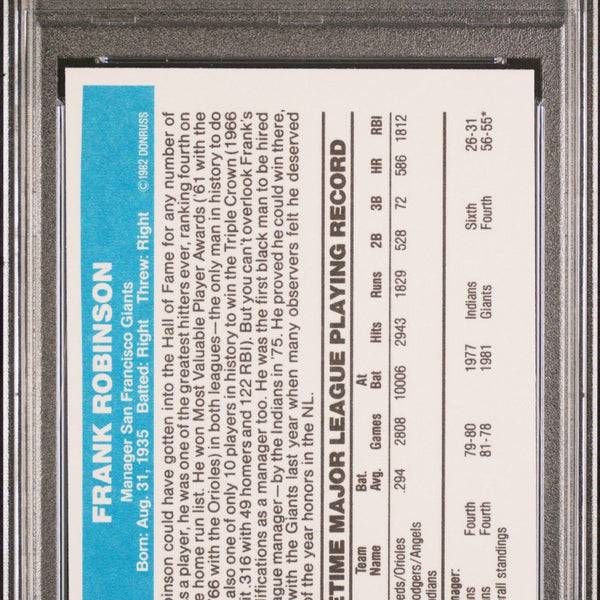 FRANK ROBINSON
Manager San Francisco Giants
Born: Aug. 31, 1935 Batted: Right Threw: Right ©1982 DONRUSS
binson could have gotten into the Hall of Fame for any number of
s a player, he was one of the greatest hitters ever, ranking fourth on
e home run list. He won Most Valuable Player Awards ('61 with the
66 with the Orioles) in both leagues—the only man in history to do
also one of only 10 players in history to win the Triple Crown (1966
it .316 with 49 homers and 122 RBI). But you can't overlook Frank's
lifications as a manager too. He was the first black man to be hired
ague manager—by the Indians in '75. He proved he could win there,
with the Giants last year when many observers felt he deserved
of the year honors in the NL.
ETIME MAJOR LEAGUE PLAYING RECORD
Team Bat. At
Name Avg. Games Bat Hits Runs 2B 3B HR RBI
eds/Orioles .294 2808 10006 2943 1829 528 72 586 1812
odgers/Angels
ndians
nager:
ns Fourth 79-80 1977 Indians Sixth 26-31
ns Fourth 81-78 1981 Giants Fourth 56-55*
rall standings